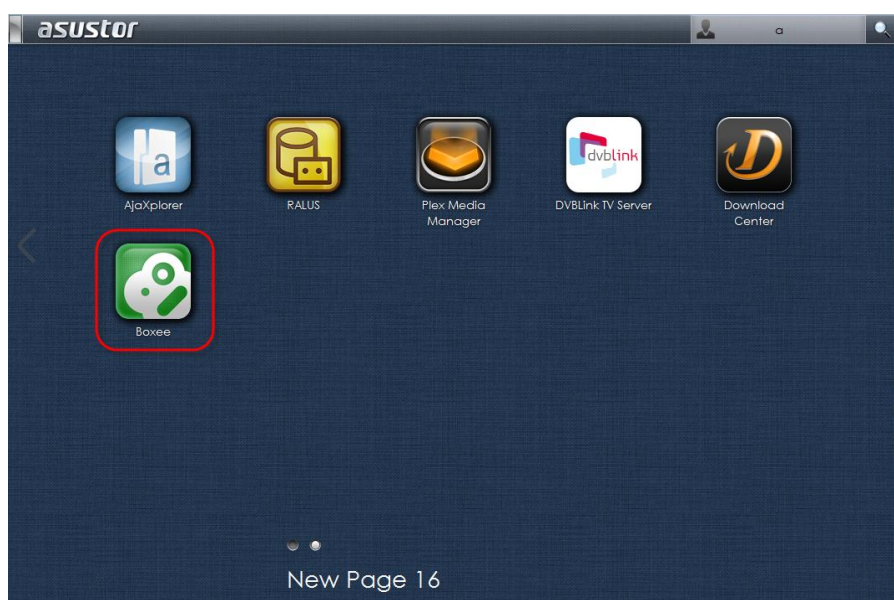 asustor
a
a
dvblink
AjaXplorer
RALUS
Plex Media
Manager
DVBLink TV Server
Download
Center
Boxee
New Page 16